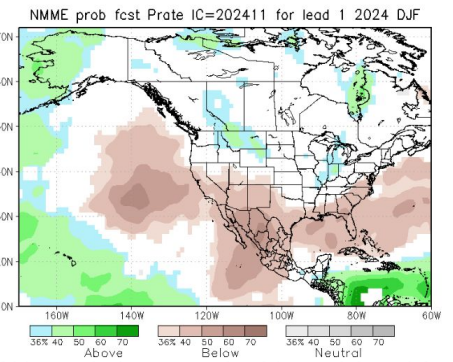 NMME prob fcst Prate IC=202411 for lead 1 2024 DJF
160W 140W 120W 100W 80W 60W
36% 40 50 60 70 36% 40 50 60 70 36% 40 50 60 70
Above Below Neutral